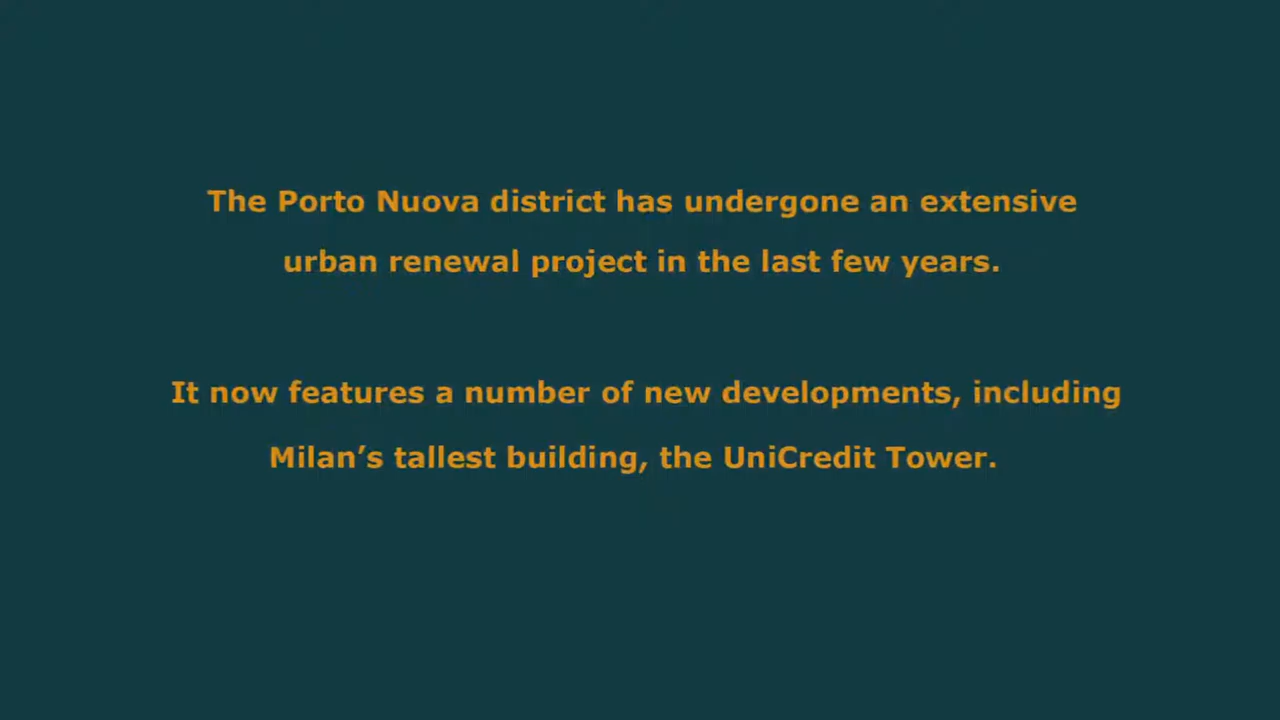 The Porto Nuova district has undergone an extensive
urban renewal project in the last few years.
It now features a number of new developments, including
Milan’s tallest building, the UniCredit Tower.